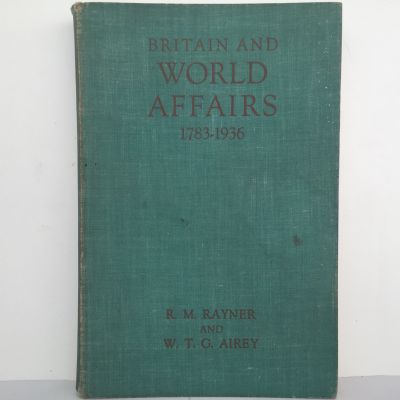 BRITAIN AND
WORLD
AFFAIRS
1783-1936
R. M. RAYNER
AND
W. T. G. AIREY